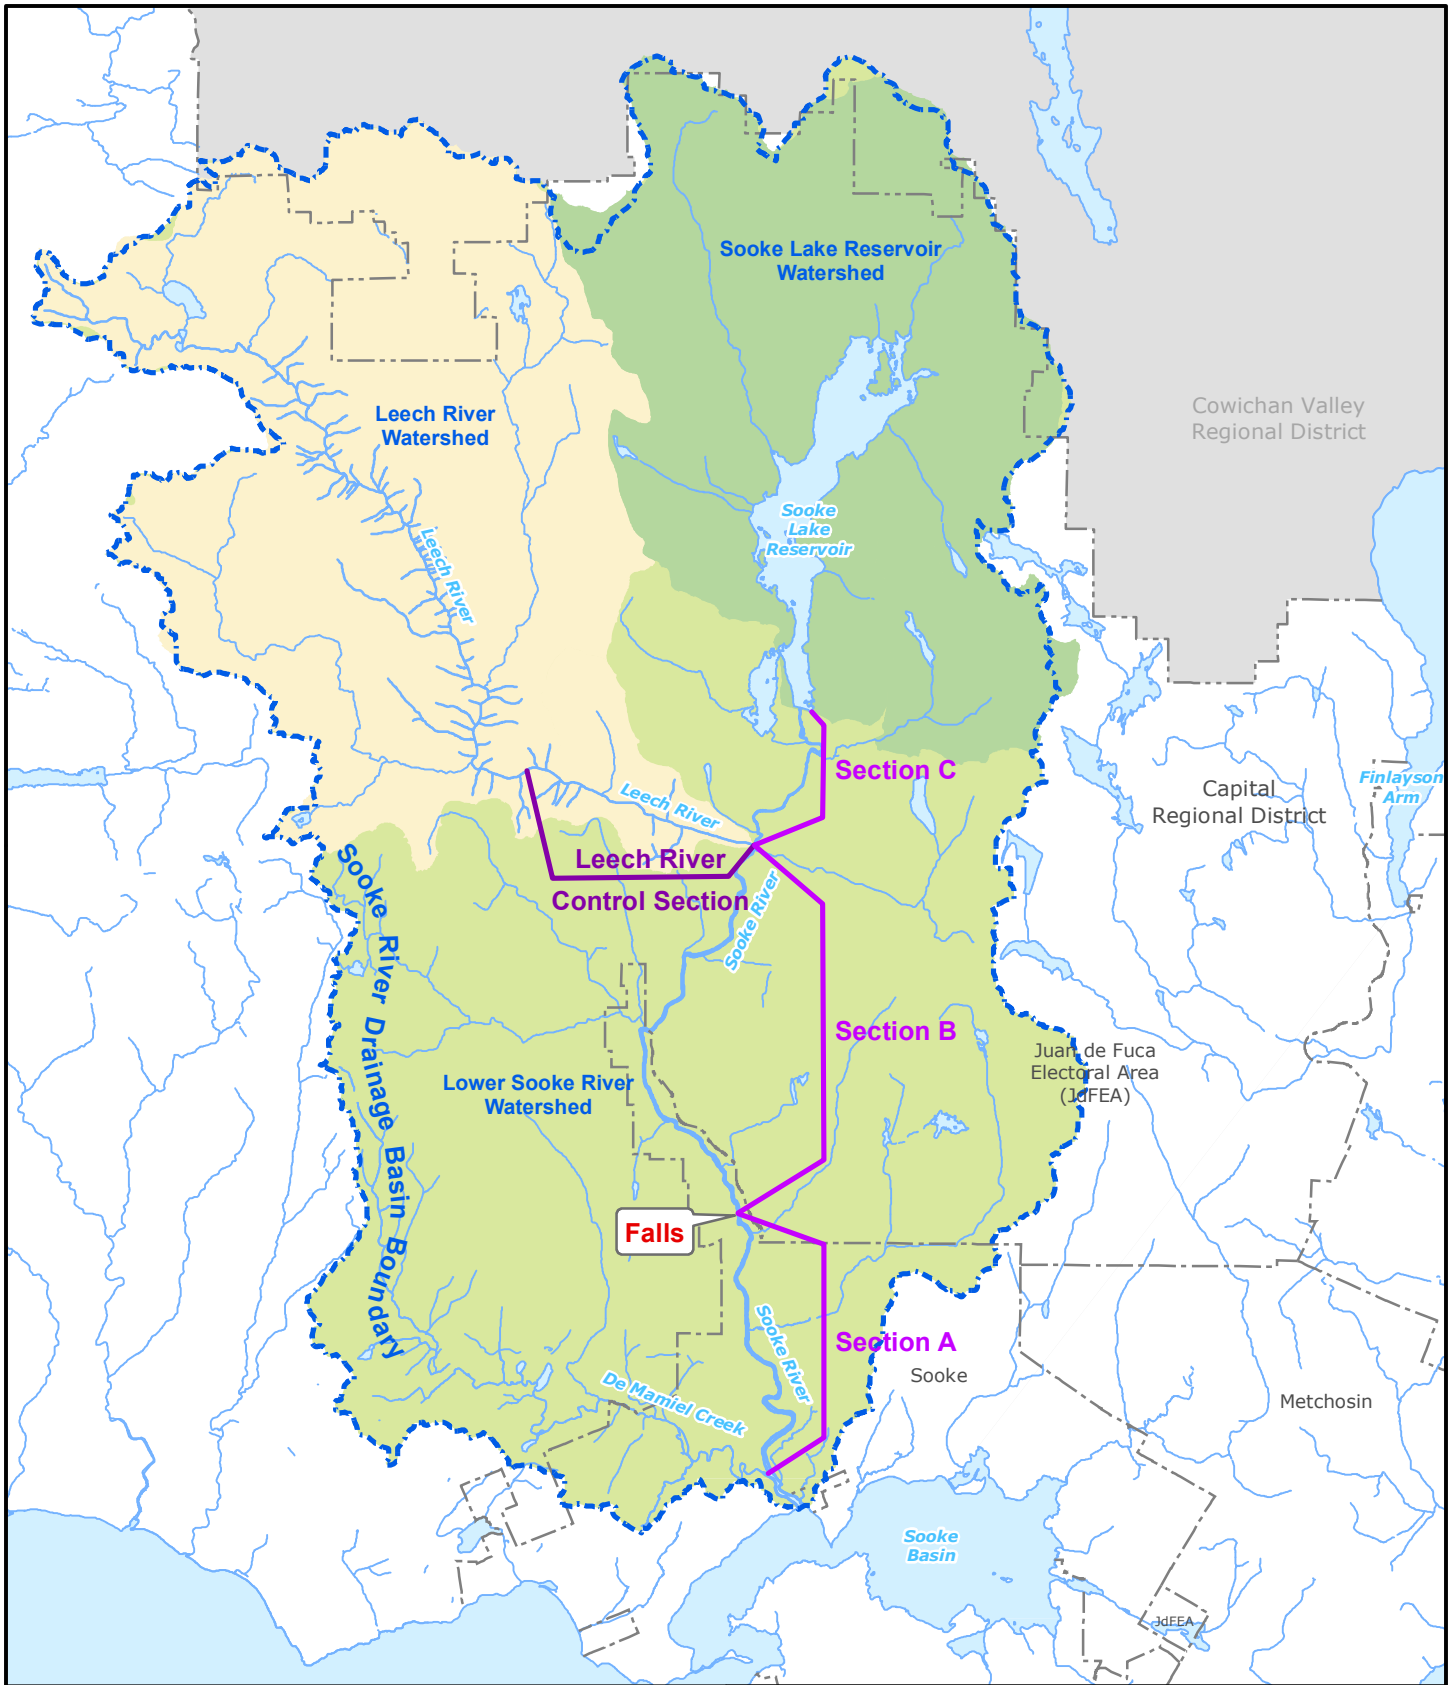 Sooke Lake Reservoir
Watershed
Cowichan Valley
Regional District
Leech River
Watershed
Sooke
Lake
Reservoir
Leech River
Section C
Capital
Regional District
Finlayson
Arm
Leech River
Leech River
Control Section
Sooke River
Sooke River Drainage Basin Boundary
Section B
Juan de Fuca
Electoral Area
(JdFEA)
Lower Sooke River
Watershed
Falls
Section A
Sooke River
Sooke
De Mamiel Creek
Metchosin
Sooke
Basin
JdFEA